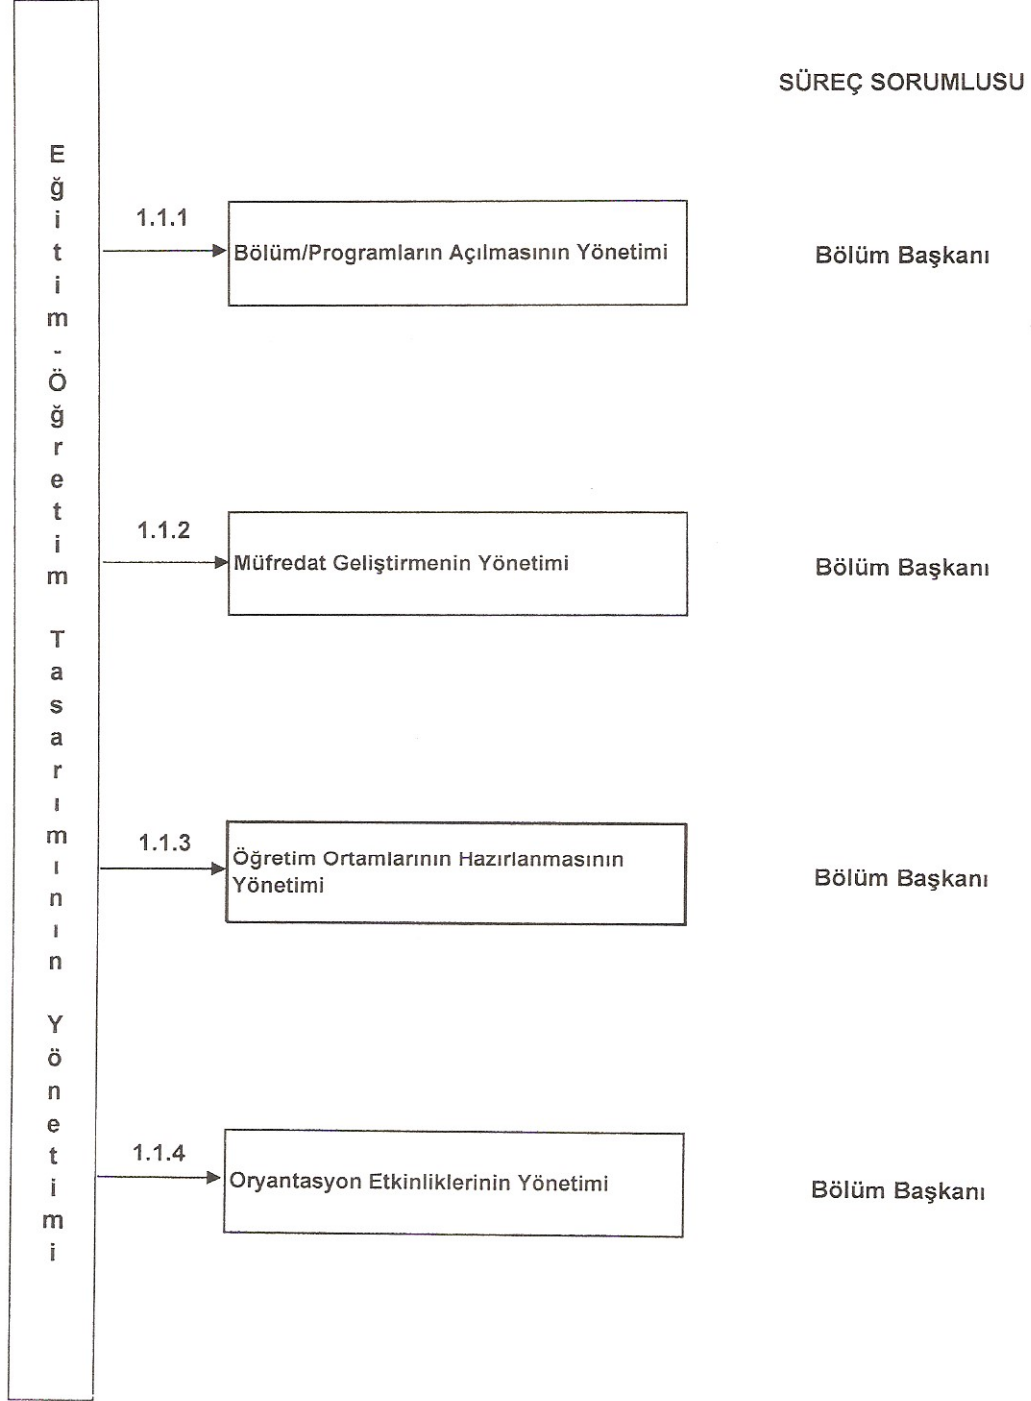 SÜREÇ SORUMLUSU
Eğitim-Öğretim Tasarımının Yönetimi
1.1.1
Bölüm/Programların Açılmasının Yönetimi
Bölüm Başkanı
1.1.2
Müfredat Geliştirmenin Yönetimi
Bölüm Başkanı
1.1.3
Öğretim Ortamlarının Hazırlanmasının
Yönetimi
Bölüm Başkanı
1.1.4
Oryantasyon Etkinliklerinin Yönetimi
Bölüm Başkanı